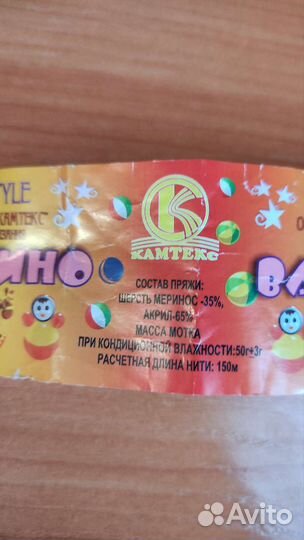 YLE
"КАМТЕКС"
ИНО
КАМТЕКС
СОСТАВ ПРЯЖИ:
ШЕРСТЬ МЕРИНОС -35%,
АКРИЛ-65%
МАССА МОТКА
ПРИ КОНДИЦИОННОЙ ВЛАЖНОСТИ:50г+3г
РАСЧЕТНАЯ ДЛИНА НИТИ: 150м
Avito